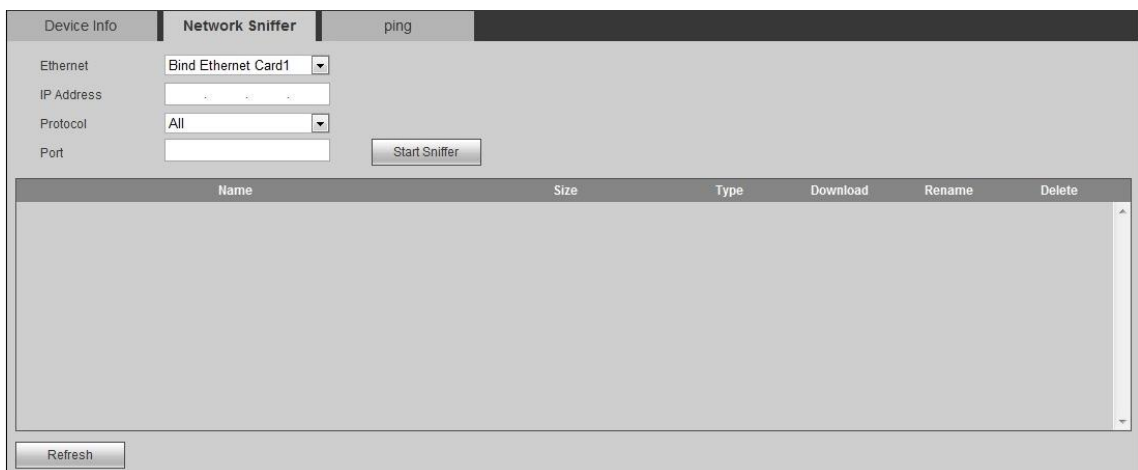 Device Info Network Sniffer ping
Ethernet Bind Ethernet Card1
IP Address . . .
Protocol All
Port Start Sniffer
Name Size Type Download Rename Delete
Refresh